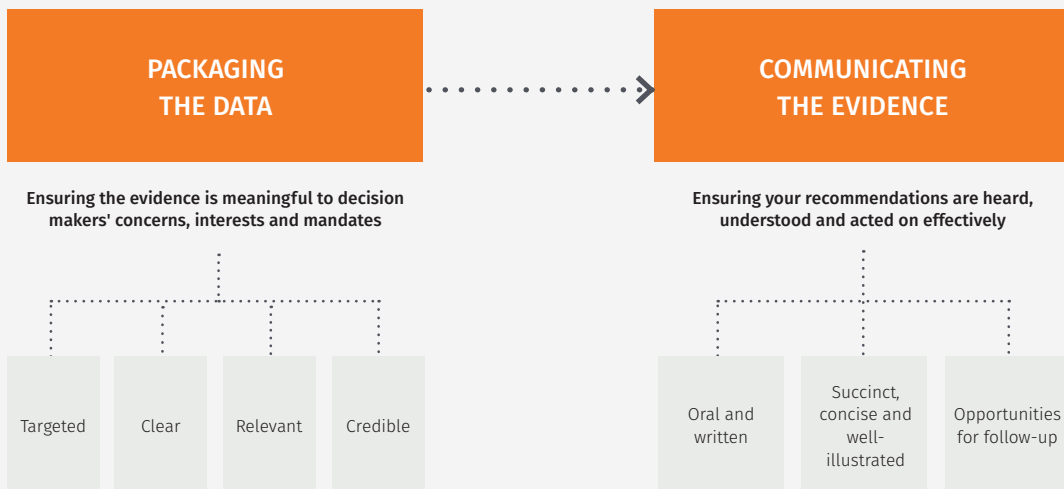 PACKAGING
THE DATA
Ensuring the evidence is meaningful to decision
makers' concerns, interests and mandates
Targeted
Clear
Relevant
Credible
COMMUNICATING
THE EVIDENCE
Ensuring your recommendations are heard,
understood and acted on effectively
Oral and
written
Succinct,
concise and
well-
illustrated
Opportunities
for follow-up